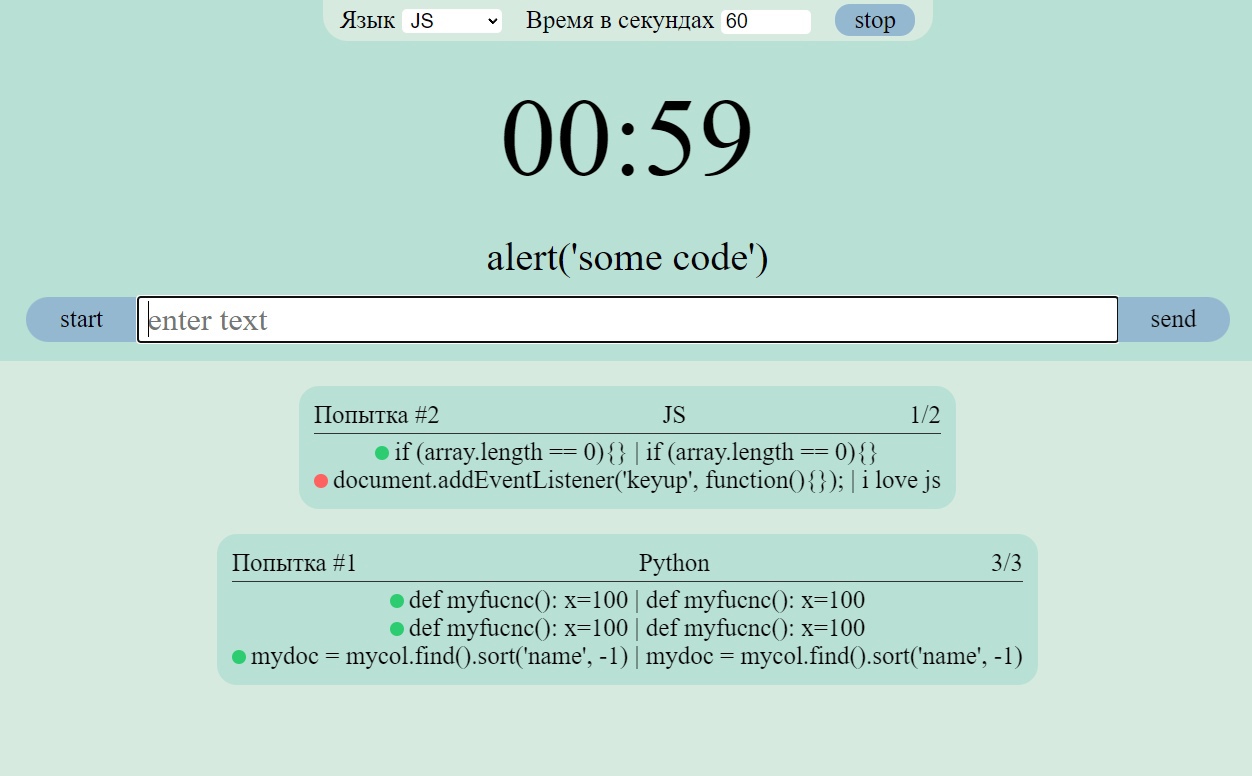 Язык JS Время в секундах 60 stop
00:59
alert('some code')
start enter text send
Попытка #2 JS 1/2
if (array.length == 0){} | if (array.length == 0){}
document.addEventListener('keyup', function(){}); | i love js
Попытка #1 Python 3/3
def myfucnc(): x=100 | def myfucnc(): x=100
def myfucnc(): x=100 | def myfucnc(): x=100
mydoc = mycol.find().sort('name', -1) | mydoc = mycol.find().sort('name', -1)